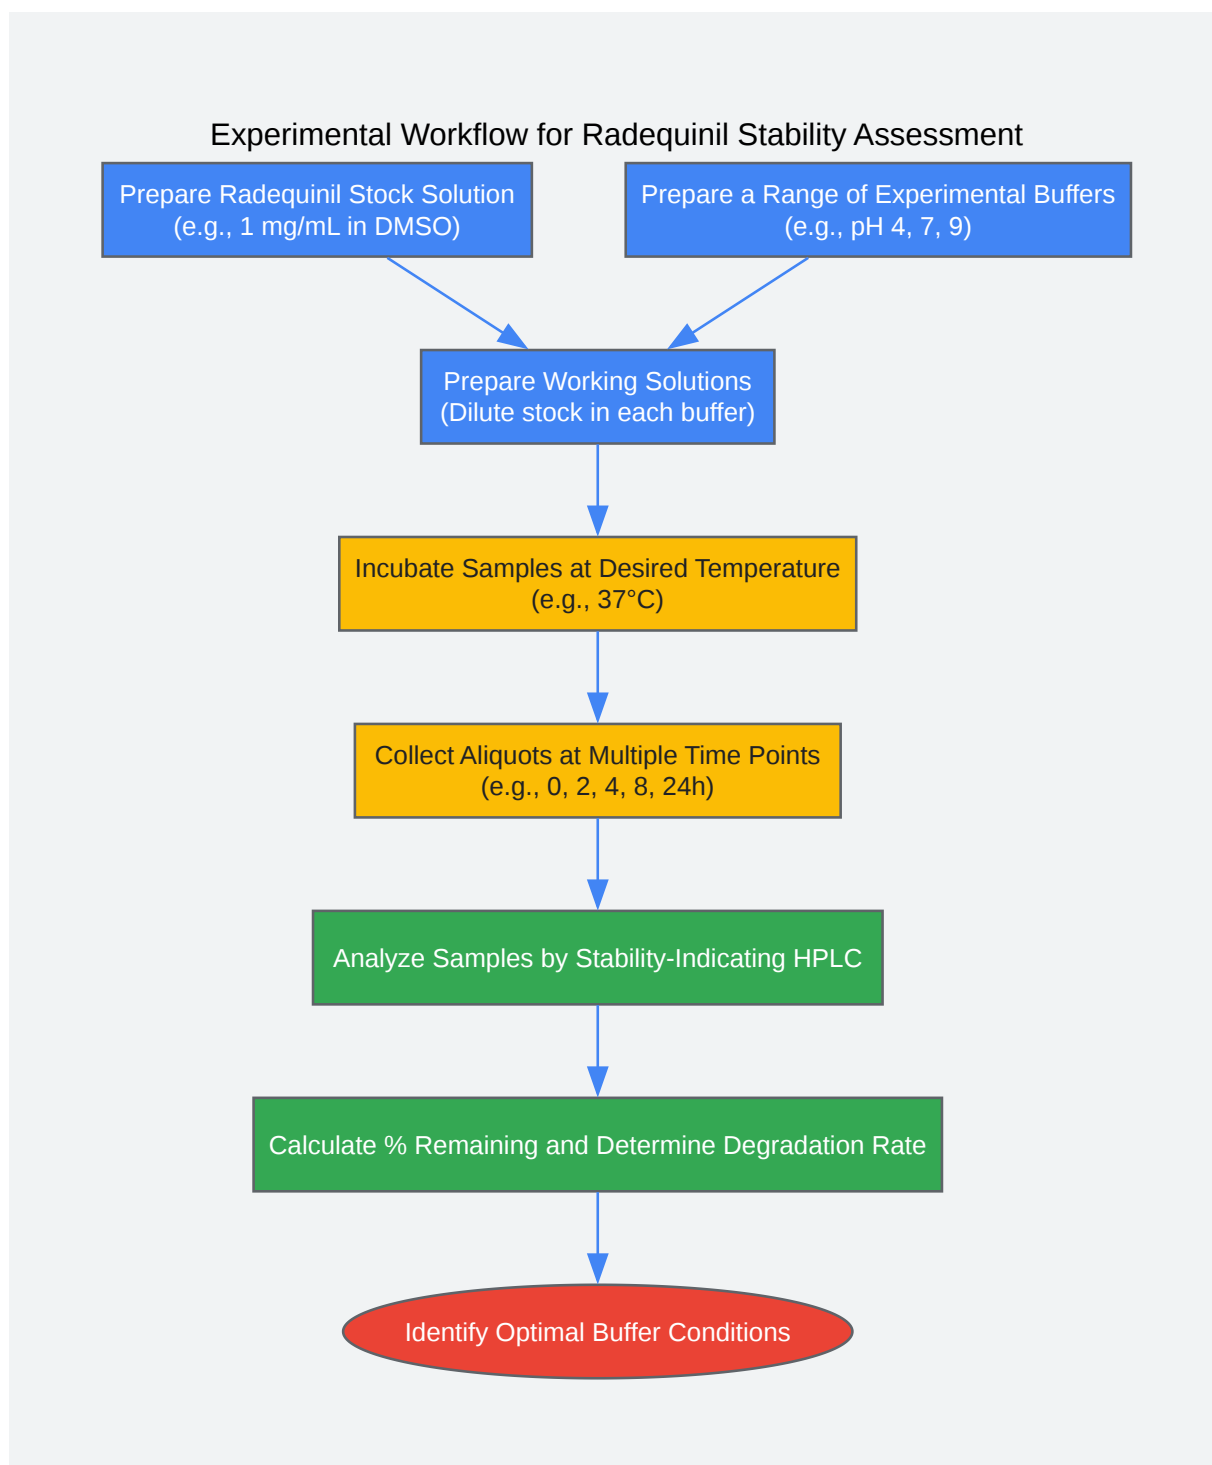 Experimental Workflow for Radequinil Stability Assessment
Prepare Radequinil Stock Solution
(e.g., 1 mg/mL in DMSO)
Prepare a Range of Experimental Buffers
(e.g., pH 4, 7, 9)
Prepare Working Solutions
(Dilute stock in each buffer)
Incubate Samples at Desired Temperature
(e.g., 37°C)
Collect Aliquots at Multiple Time Points
(e.g., 0, 2, 4, 8, 24h)
Analyze Samples by Stability-Indicating HPLC
Calculate % Remaining and Determine Degradation Rate
Identify Optimal Buffer Conditions